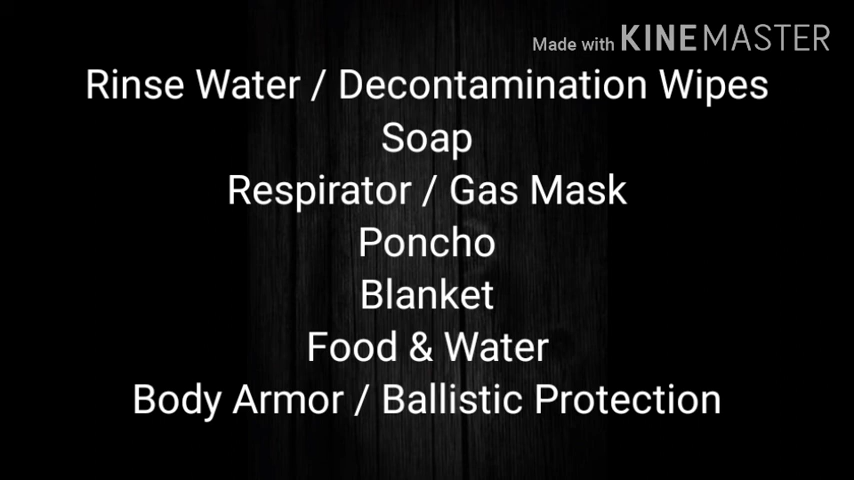 Made with KINEMASTER
Rinse Water / Decontamination Wipes
Soap
Respirator / Gas Mask
Poncho
Blanket
Food & Water
Body Armor / Ballistic Protection